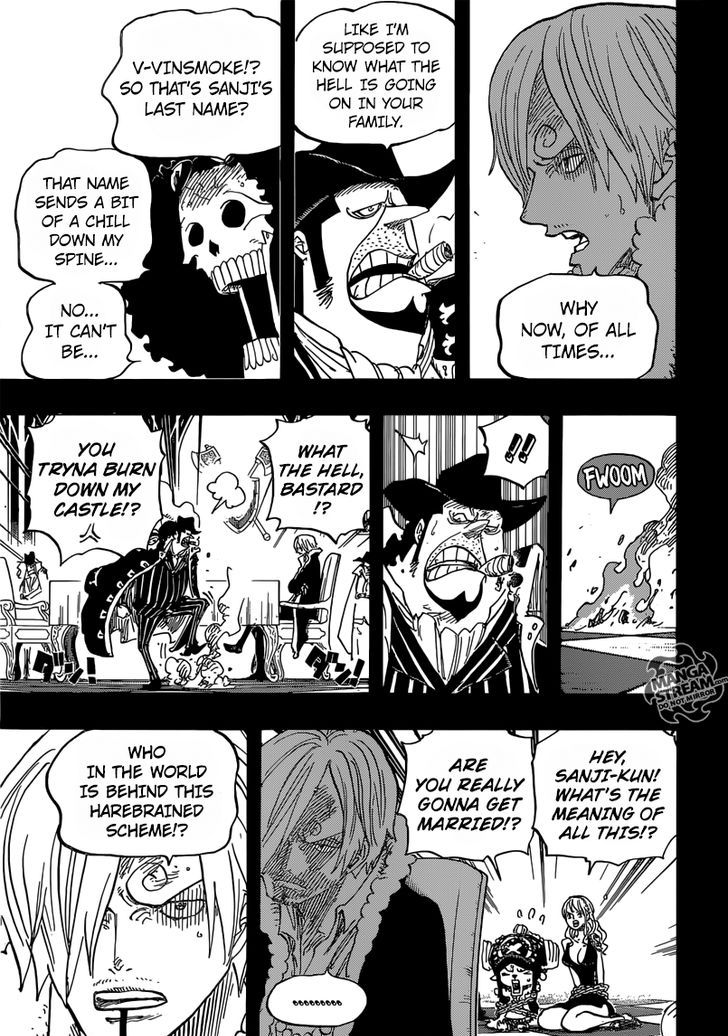 WHY
NOW, OF ALL
TIMES...
LIKE I'M
SUPPOSED TO
KNOW WHAT THE
HELL IS GOING
ON IN YOUR
FAMILY.
V-VINSMOKE!?
SO THAT'S SANJI'S
LAST NAME?
THAT NAME
SENDS A BIT
OF A CHILL
DOWN MY
SPINE...
NO...
IT CAN'T
BE...
FWOOM
!!
WHAT
THE HELL,
BASTARD
!?
YOU
TRYNA BURN
DOWN MY
CASTLE!?
MANGA
STREAM.com
DO NOT MIRROR!
HEY,
SANJI-KUN!
WHAT'S THE
MEANING OF
ALL THIS!?
ARE
YOU REALLY
GONNA GET
MARRIED!?
..........
WHO
IN THE WORLD
IS BEHIND THIS
HAREBRAINED
SCHEME!?